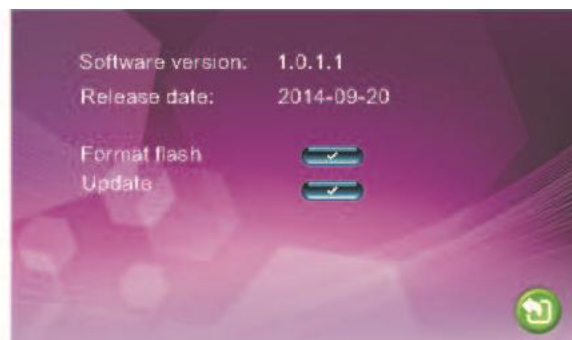 Software version: 1.0.1.1
Release date: 2014-09-20
Format flash
Update